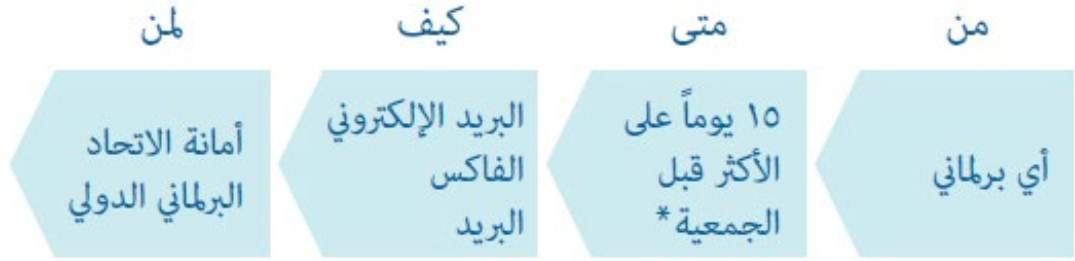 من
متى
كيف
لمن
أي برلماني
١٥ يوماً على
الأكثر قبل
الجمعية*
البريد الإلكتروني
الفاكس
البريد
أمانة الاتحاد
البرلماني الدولي